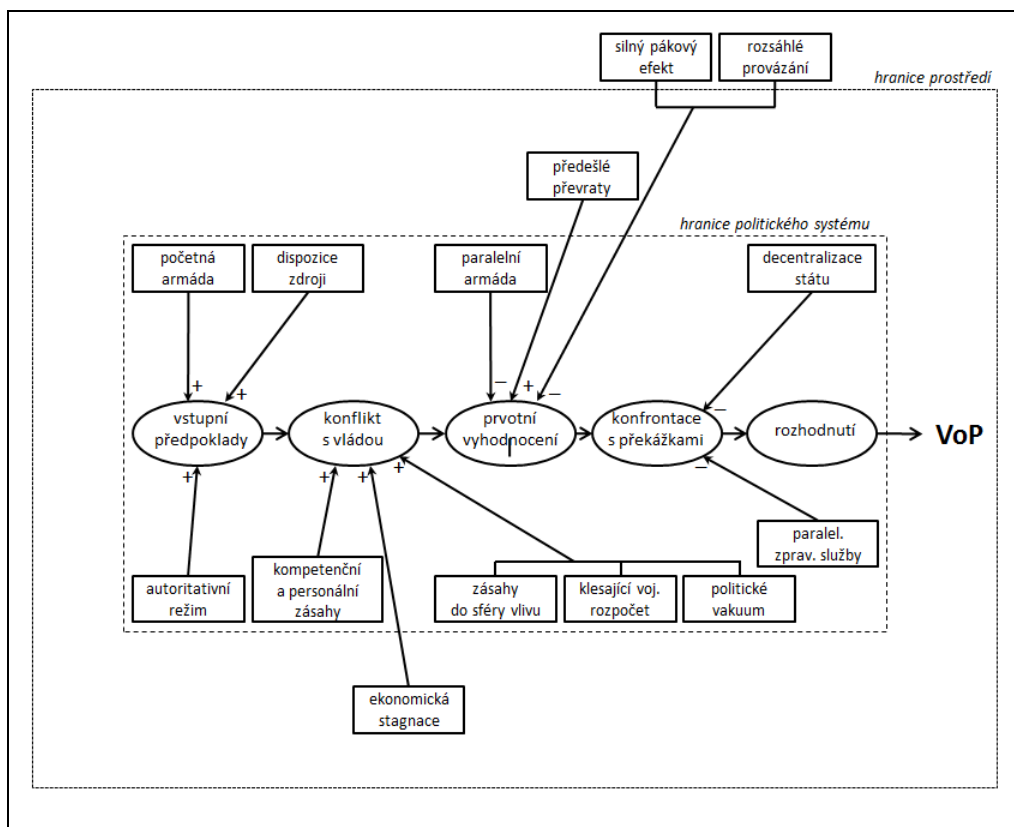 silný pákový
efekt
rozsáhlé
provázání
hranice prostředí
předešlé
převraty
hranice politického systému
početná
armáda
dispozice
zdroji
paralelní
armáda
decentralizace
státu
+
+
–
+
–
–
vstupní
předpoklady
konflikt
s vládou
prvotní
vyhodnocení
konfrontace
s překážkami
rozhodnutí
VoP
+
+
+
+
–
autoritativní
režim
kompetenční
a personální
zásahy
zásahy
do sféry vlivu
klesající voj.
rozpočet
politické
vakuum
paralel.
zprav. služby
ekonomická
stagnace